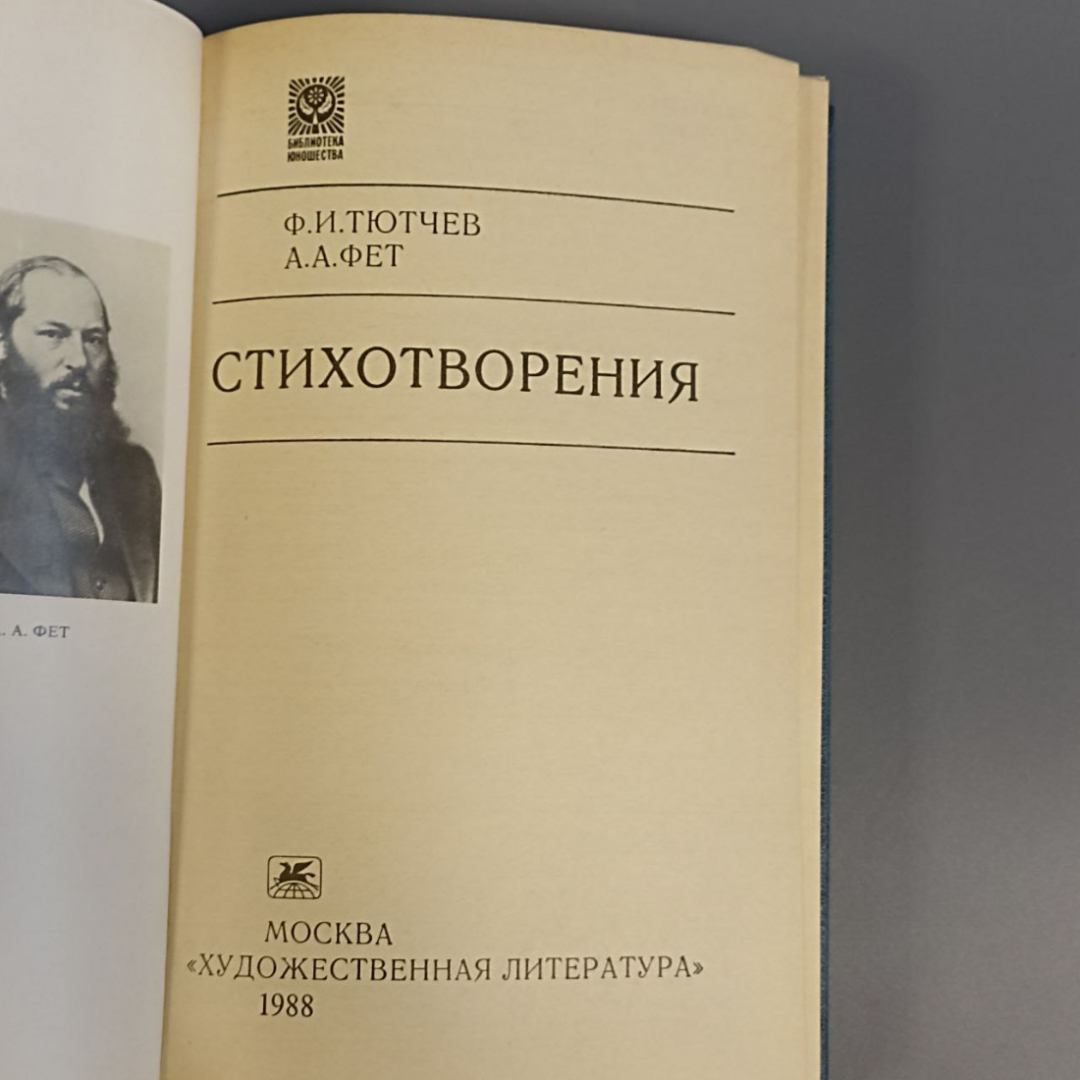 БИБЛИОТЕКА
ЮНОШЕСТВА
Ф.И.ТЮТЧЕВ
А.А.ФЕТ
СТИХОТВОРЕНИЯ
А. ФЕТ
МОСКВА
«ХУДОЖЕСТВЕННАЯ ЛИТЕРАТУРА»
1988